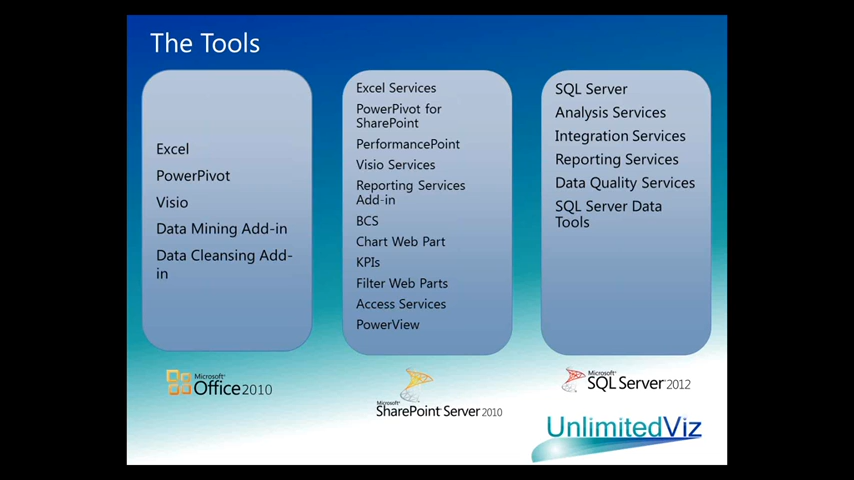 The Tools
Excel
PowerPivot
Visio
Data Mining Add-in
Data Cleansing Add-
in
Microsoft®
Office 2010
Excel Services
PowerPivot for
SharePoint
PerformancePoint
Visio Services
Reporting Services
Add-in
BCS
Chart Web Part
KPIs
Filter Web Parts
Access Services
PowerView
Microsoft®
SharePoint Server 2010
SQL Server
Analysis Services
Integration Services
Reporting Services
Data Quality Services
SQL Server Data
Tools
Microsoft®
SQL Server 2012
UnlimitedViz